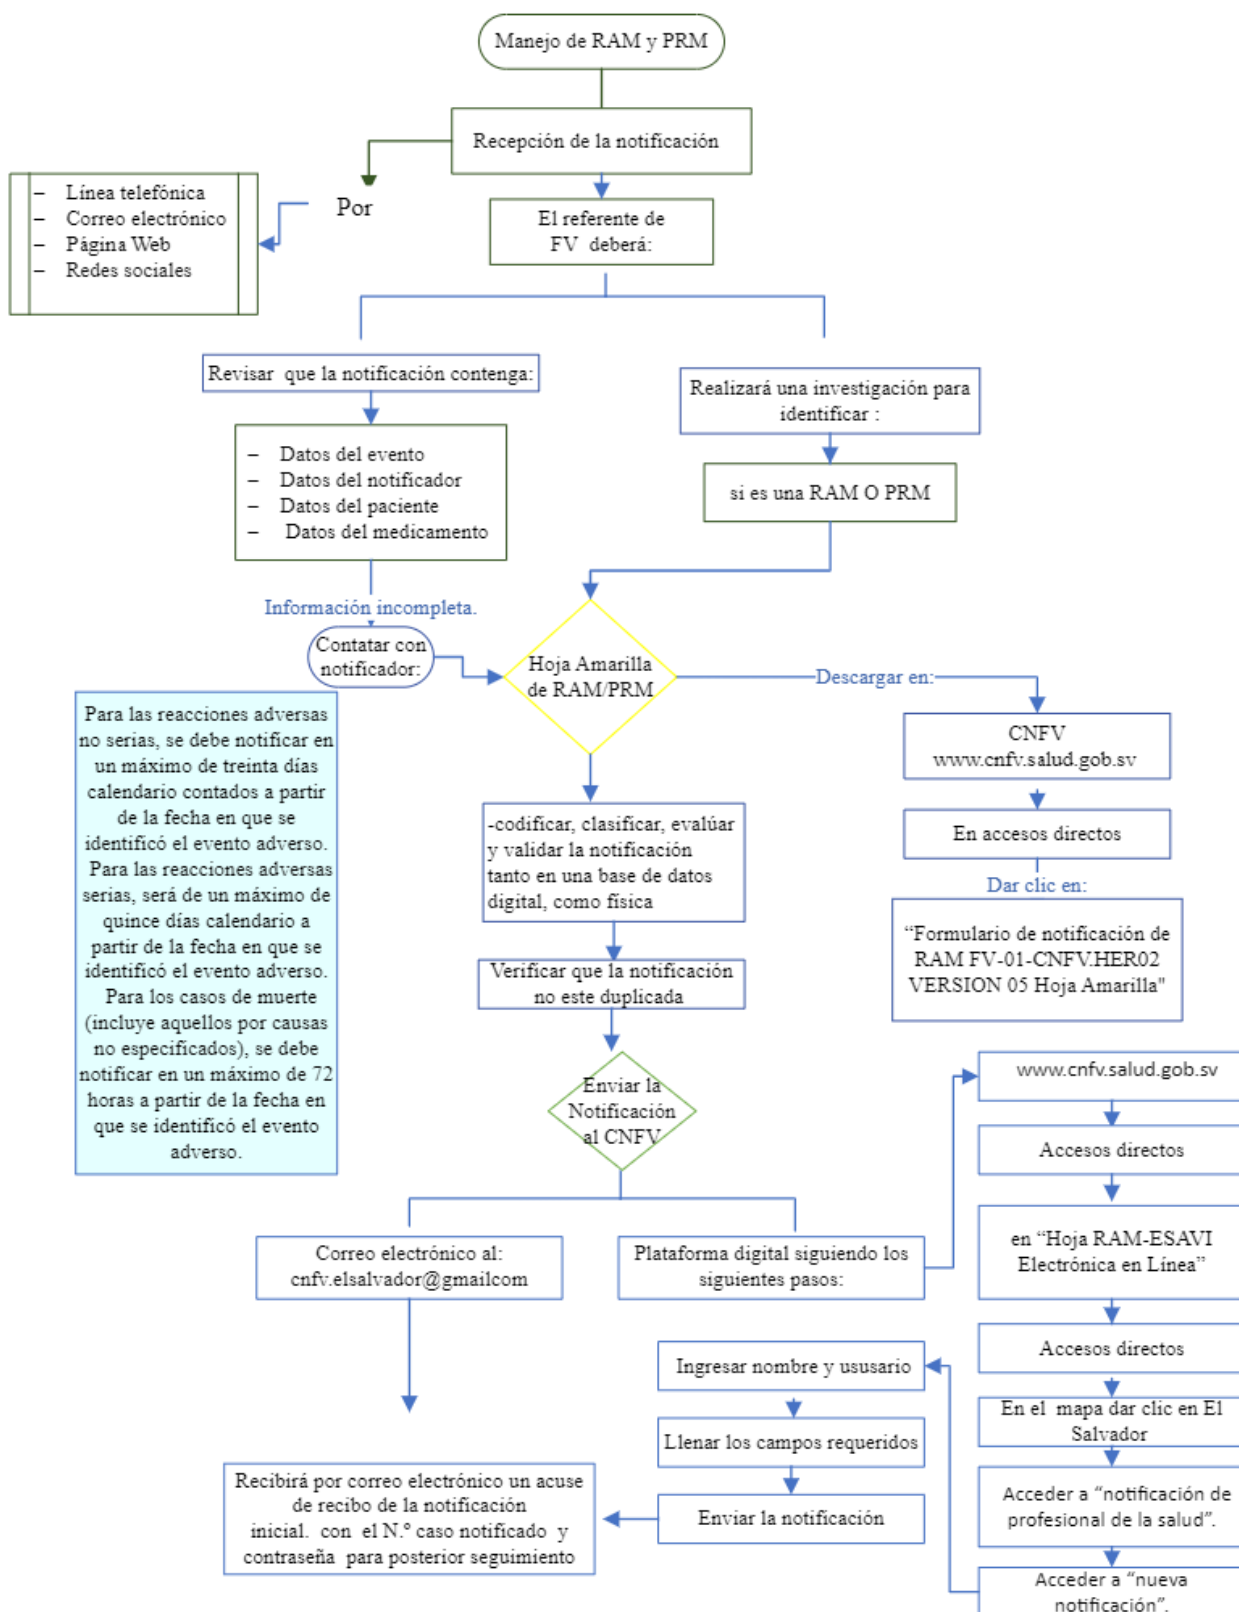 Manejo de RAM y PRM
Recepción de la notificación
Por
– Línea telefónica
– Correo electrónico
– Página Web
– Redes sociales
El referente de
FV deberá:
Revisar que la notificación contenga:
– Datos del evento
– Datos del notificador
– Datos del paciente
– Datos del medicamento
Realizará una investigación para
identificar :
si es una RAM O PRM
Información incompleta.
Contatar con
notificador:
Hoja Amarilla
de RAM/PRM
Descargar en:
CNFV
www.cnfv.salud.gob.sv
En accesos directos
Dar clic en:
“Formulario de notificación de
RAM FV-01-CNFV.HER02
VERSION 05 Hoja Amarilla"
Para las reacciones adversas
no serias, se debe notificar en
un máximo de treinta días
calendario contados a partir
de la fecha en que se
identificó el evento adverso.
Para las reacciones adversas
serias, será de un máximo de
quince días calendario a
partir de la fecha en que se
identificó el evento adverso.
Para los casos de muerte
(incluye aquellos por causas
no especificados), se debe
notificar en un máximo de 72
horas a partir de la fecha en
que se identificó el evento
adverso.
-codificar, clasificar, evalúar
y validar la notificación
tanto en una base de datos
digital, como física
Verificar que la notificación
no este duplicada
Enviar la
Notificación
al CNFV
Correo electrónico al:
cnfv.elsalvador@gmailcom
Plataforma digital siguiendo los
siguientes pasos:
www.cnfv.salud.gob.sv
Accesos directos
en “Hoja RAM-ESAVI
Electrónica en Línea”
Accesos directos
En el mapa dar clic en El
Salvador
Acceder a “notificación de
profesional de la salud”.
Acceder a “nueva
notificación”.
Ingresar nombre y ususario
Llenar los campos requeridos
Enviar la notificación
Recibirá por correo electrónico un acuse
de recibo de la notificación
inicial. con el N.º caso notificado y
contraseña para posterior seguimiento